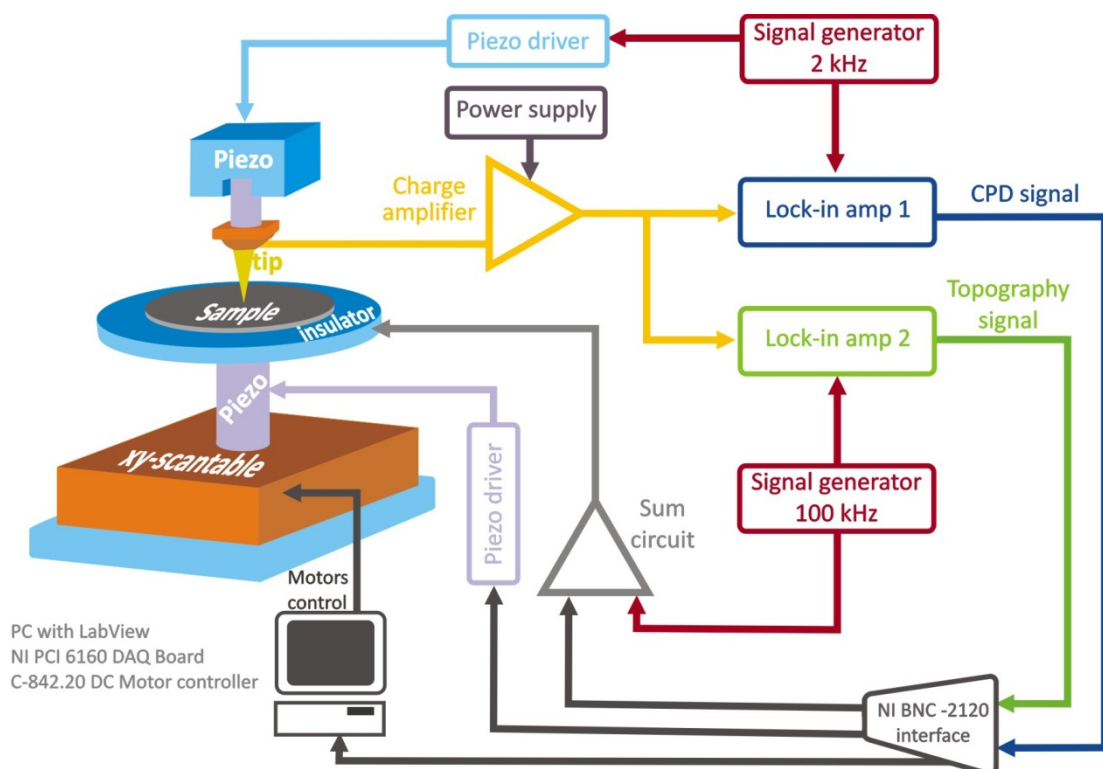 Piezo driver
Signal generator
2 kHz
Power supply
Piezo
Charge
amplifier
Lock-in amp 1
CPD signal
tip
Sample
insulator
Topography
signal
Lock-in amp 2
Piezo
xy-scantable
Piezo driver
Signal generator
100 kHz
Sum
circuit
Motors
control
PC with LabView
NI PCI 6160 DAQ Board
C-842.20 DC Motor controller
NI BNC -2120
interface